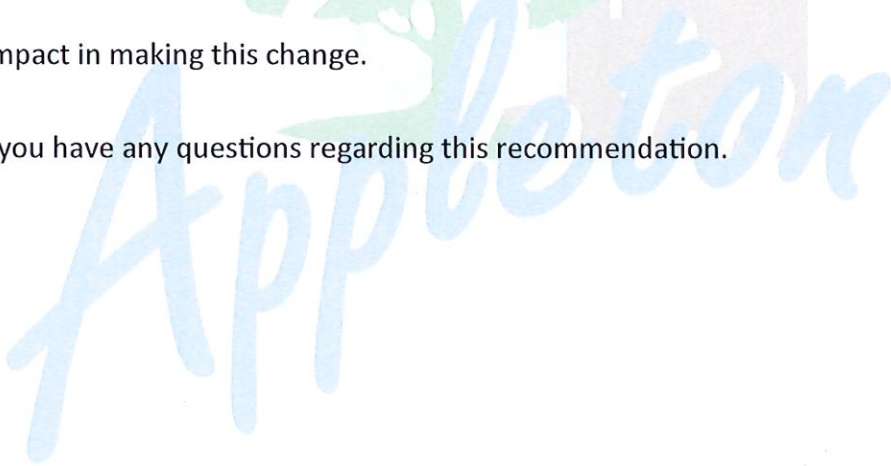 mpact in making this change.
you have any questions regarding this recommendation.
Appleton